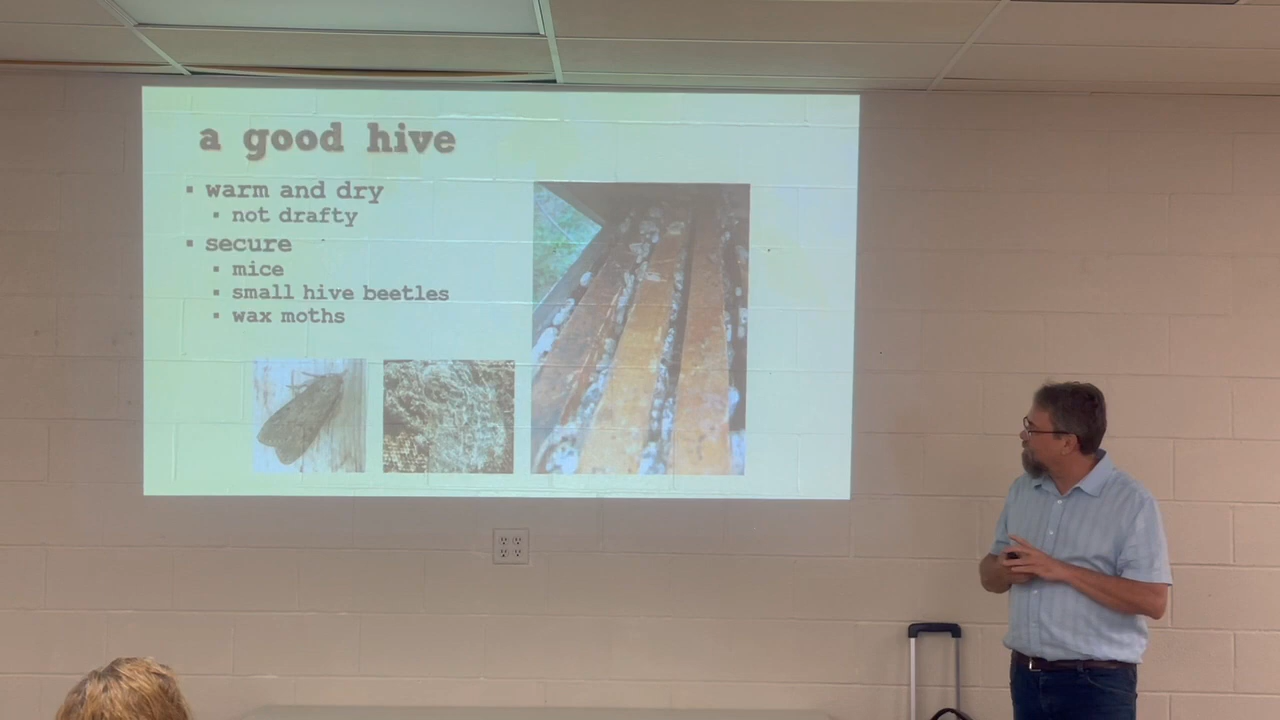 a good hive
▪ warm and dry
▪ not drafty
▪ secure
▪ mice
▪ small hive beetles
▪ wax moths